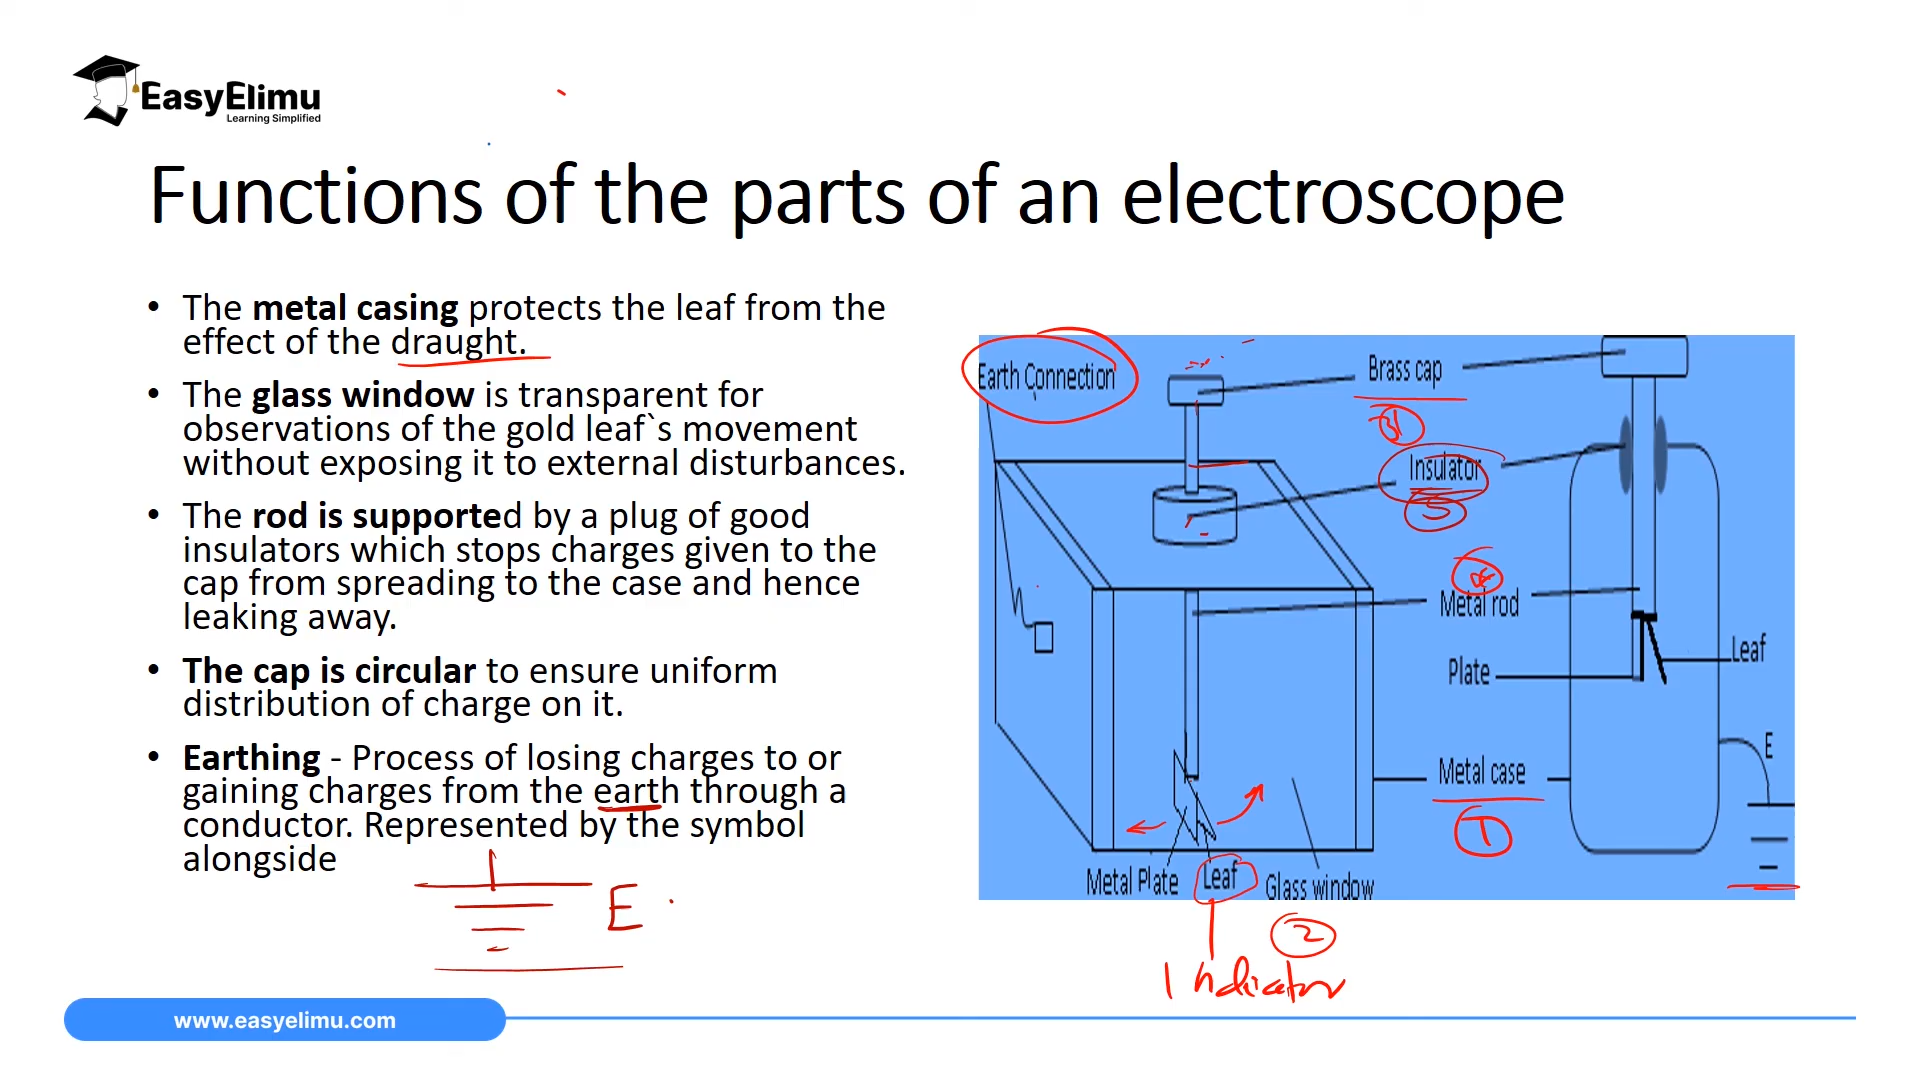 EasyElimu
Learning Simplified
Functions of the parts of an electroscope
• The metal casing protects the leaf from the
effect of the draught.
• The glass window is transparent for
observations of the gold leaf`s movement
without exposing it to external disturbances.
• The rod is supported by a plug of good
insulators which stops charges given to the
cap from spreading to the case and hence
leaking away.
• The cap is circular to ensure uniform
distribution of charge on it.
• Earthing - Process of losing charges to or
gaining charges from the earth through a
conductor. Represented by the symbol
alongside
E
Earth Connection
Brass cap
Insulator
5
Metal rod
Leaf
Plate
E
Metal case
1
Metal Plate
Leaf
Glass window
2
Indicator
www.easyelimu.com